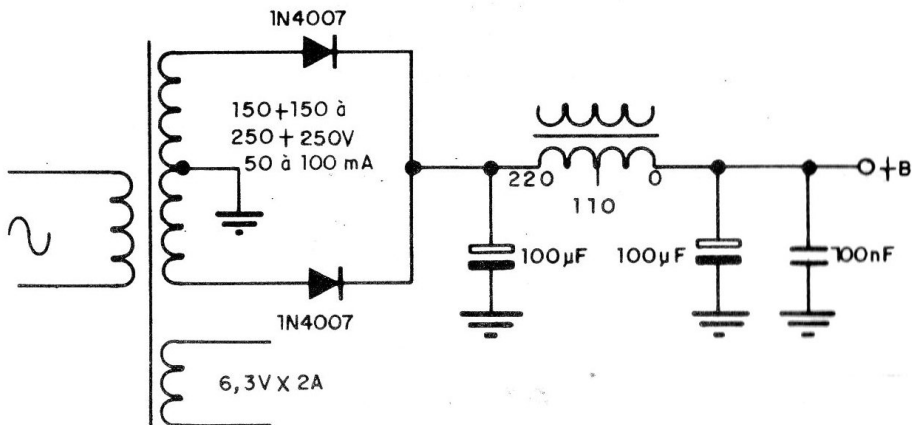 1N4007
150+150 à
250+250V
50 à 100 mA
220
0
+B
110
100µF
100µF
100nF
1N4007
6,3V X 2A